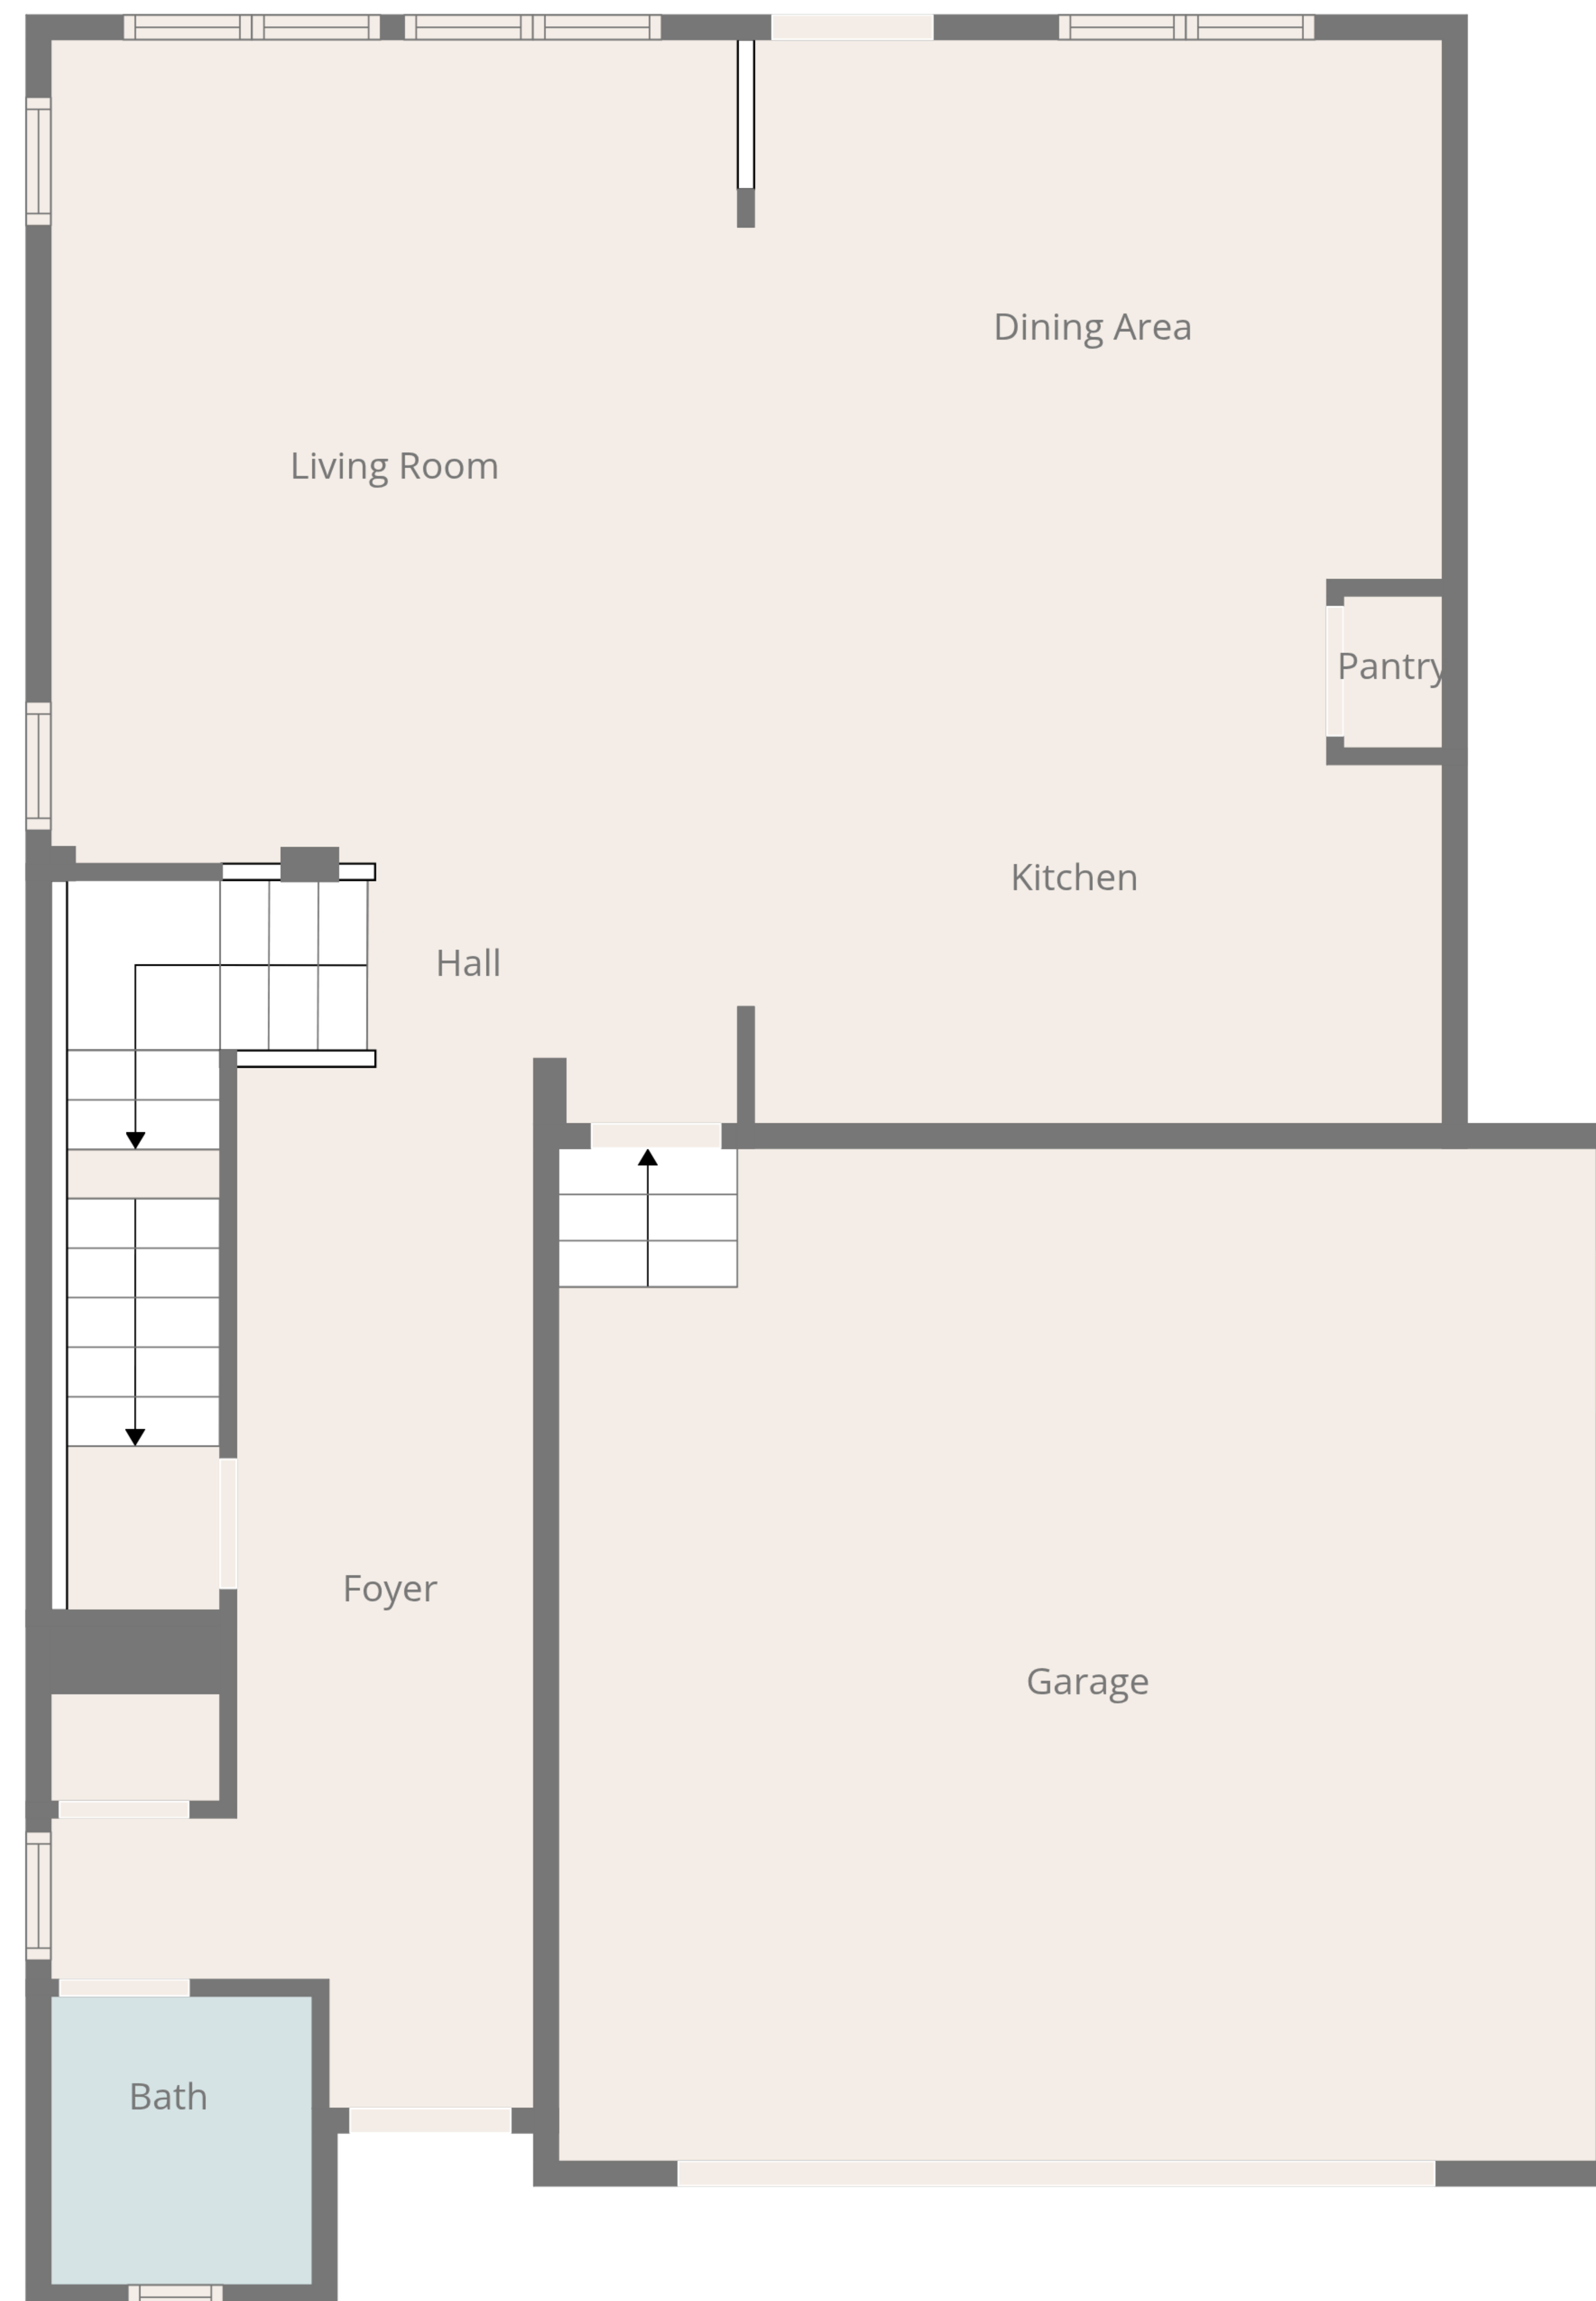 Dining Area
Living Room
Pantry
Kitchen
Hall
Foyer
Garage
Bath